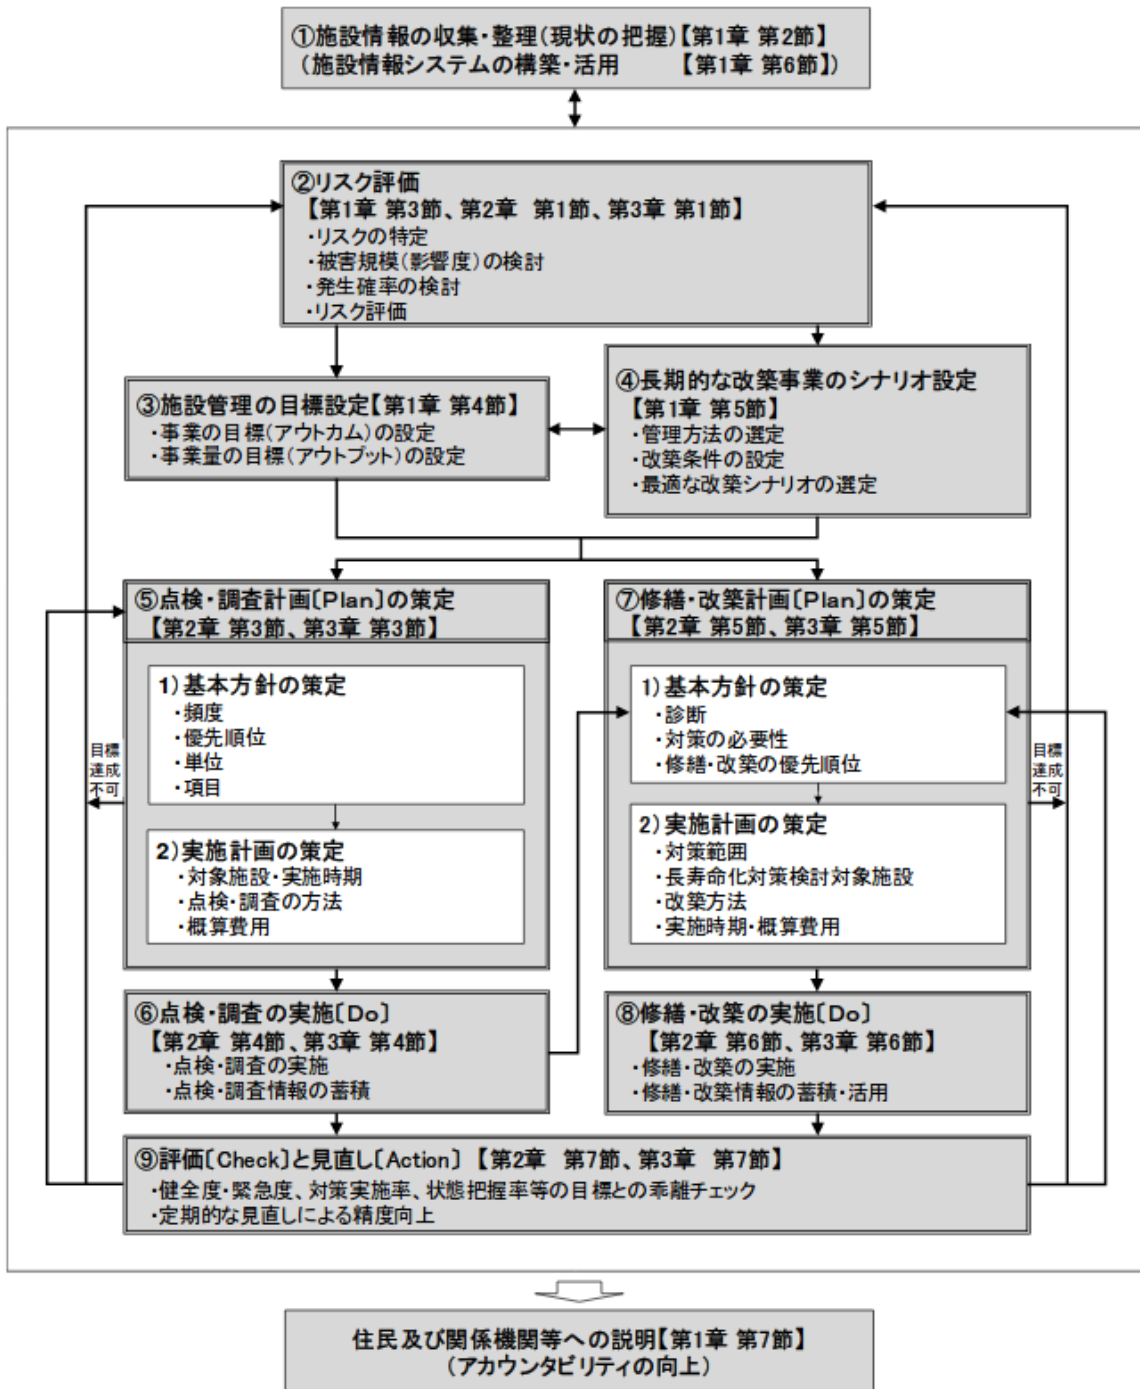 ①施設情報の収集・整理(現状の把握)【第1章 第2節】
(施設情報システムの構築・活用 【第1章 第6節】)
②リスク評価
【第1章 第3節、第2章 第1節、第3章 第1節】
・リスクの特定
・被害規模(影響度)の検討
・発生確率の検討
・リスク評価
③施設管理の目標設定【第1章 第4節】
・事業の目標(アウトカム)の設定
・事業量の目標(アウトプット)の設定
④長期的な改築事業のシナリオ設定
【第1章 第5節】
・管理方法の選定
・改築条件の設定
・最適な改築シナリオの選定
⑤点検・調査計画〔Plan〕の策定
【第2章 第3節、第3章 第3節】
1)基本方針の策定
・頻度
・優先順位
・単位
・項目
2)実施計画の策定
・対象施設・実施時期
・点検・調査の方法
・概算費用
目標
達成
不可
⑦修繕・改築計画〔Plan〕の策定
【第2章 第5節、第3章 第5節】
1)基本方針の策定
・診断
・対策の必要性
・修繕・改築の優先順位
2)実施計画の策定
・対策範囲
・長寿命化対策検討対象施設
・改築方法
・実施時期・概算費用
目標
達成
不可
⑥点検・調査の実施〔Do〕
【第2章 第4節、第3章 第4節】
・点検・調査の実施
・点検・調査情報の蓄積
⑧修繕・改築の実施〔Do〕
【第2章 第6節、第3章 第6節】
・修繕・改築の実施
・修繕・改築情報の蓄積・活用
⑨評価〔Check〕と見直し〔Action〕【第2章 第7節、第3章 第7節】
・健全度・緊急度、対策実施率、状態把握率等の目標との乖離チェック
・定期的な見直しによる精度向上
住民及び関係機関等への説明【第1章 第7節】
(アカウンタビリティの向上)